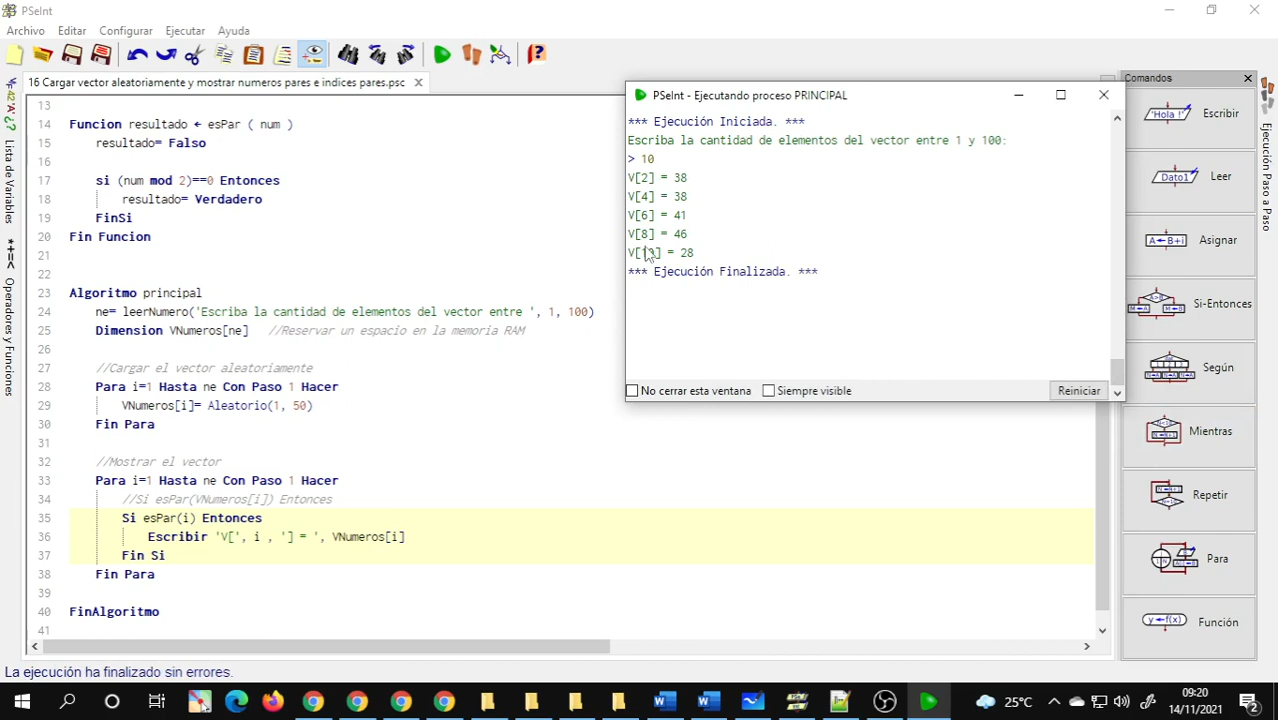 PSeInt
Archivo Editar Configurar Ejecutar Ayuda
16 Cargar vector aleatoriamente y mostrar numeros pares e indices pares.psc
Lista de Variables
Operadores y Funciones
13
14 Funcion resultado ← esPar ( num )
15 resultado= Falso
16
17 si (num mod 2)==0 Entonces
18 resultado= Verdadero
19 FinSi
20 Fin Funcion
21
22
23 Algoritmo principal
24 ne= leerNumero('Escriba la cantidad de elementos del vector entre ', 1, 100)
25 Dimension VNumeros[ne] //Reservar un espacio en la memoria RAM
26
27 //Cargar el vector aleatoriamente
28 Para i=1 Hasta ne Con Paso 1 Hacer
29 VNumeros[i]= Aleatorio(1, 50)
30 Fin Para
31
32 //Mostrar el vector
33 Para i=1 Hasta ne Con Paso 1 Hacer
34 //Si esPar(VNumeros[i]) Entonces
35 Si esPar(i) Entonces
36 Escribir 'V[', i , '] = ', VNumeros[i]
37 Fin Si
38 Fin Para
39
40 FinAlgoritmo
41
PSeInt - Ejecutando proceso PRINCIPAL
*** Ejecución Iniciada. ***
Escriba la cantidad de elementos del vector entre 1 y 100:
> 10
V[2] = 38
V[4] = 38
V[6] = 41
V[8] = 46
= 28
*** Ejecución Finalizada. ***
No cerrar esta ventana Siempre visible Reiniciar
Comandos
'Hola !' Escribir
Dato1 Leer
A←B+i Asignar
Si-Entonces
Según
Mientras
Repetir
Para
y←f(x) Función
Ejecución Paso a Paso
La ejecución ha finalizado sin errores.
25°C
09:20
14/11/2021
2